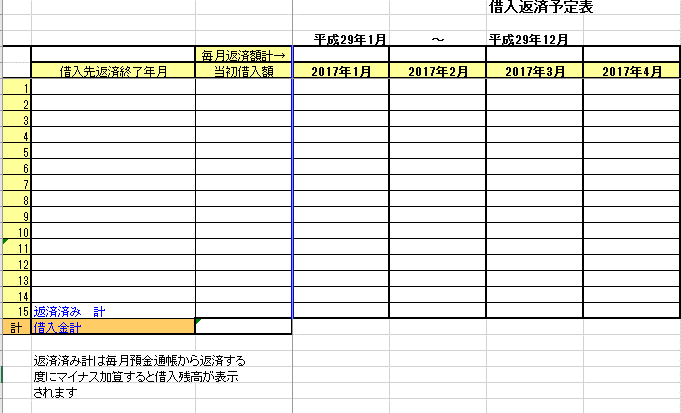 借入返済予定表
平成29年1月 ～ 平成29年12月
毎月返済額計→
借入先返済終了年月 当初借入額 2017年1月 2017年2月 2017年3月 2017年4月
1
2
3
4
5
6
7
8
9
10
11
12
13
14
15 返済済み 計
計 借入金計
返済済み計は毎月預金通帳から返済する
度にマイナス加算すると借入残高が表示
されます